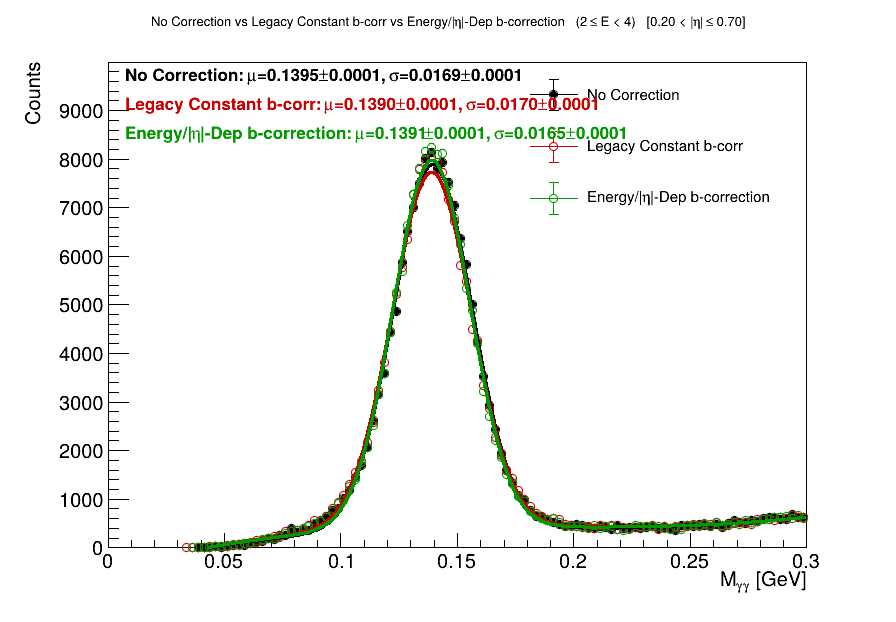 No Correction vs Legacy Constant b-corr vs Energy/|η|-Dep b-correction (2 ≤ E < 4) [0.20 < |η| ≤ 0.70]
Counts
No Correction: μ=0.1395±0.0001, σ=0.0169±0.0001
Legacy Constant b-corr: μ=0.1390±0.0001, σ=0.0170±0.0001
Energy/|η|-Dep b-correction: μ=0.1391±0.0001, σ=0.0165±0.0001
No Correction
Legacy Constant b-corr
Energy/|η|-Dep b-correction
9000
8000
7000
6000
5000
4000
3000
2000
1000
0
0 0.05 0.1 0.15 0.2 0.25 0.3
Mγγ [GeV]